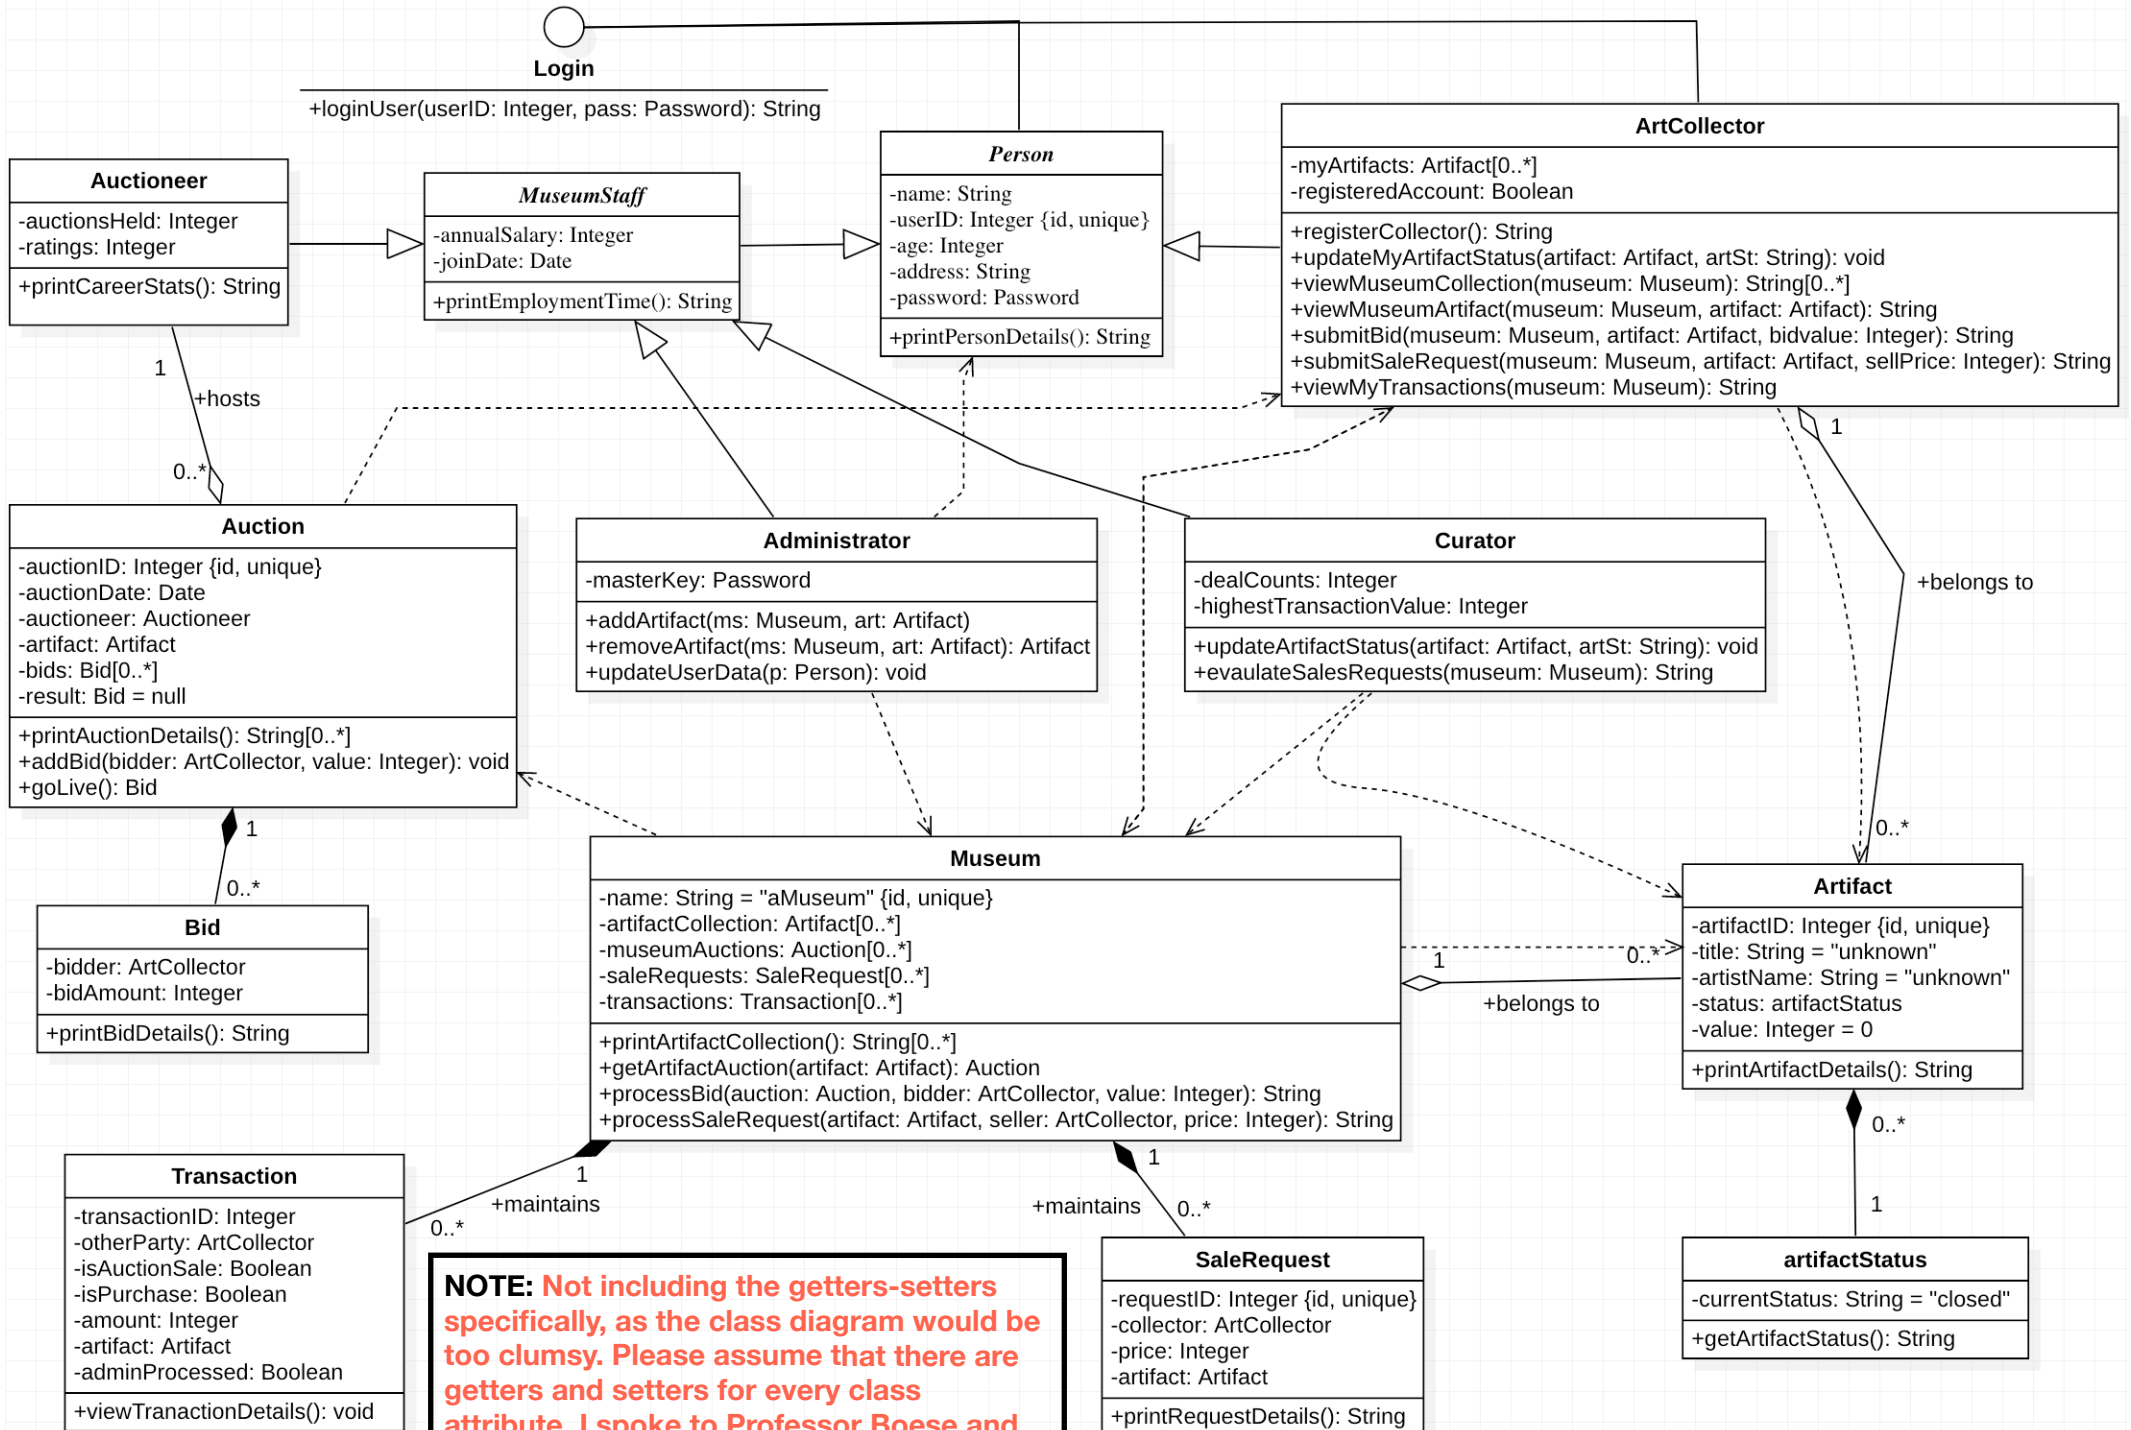 Login
+loginUser(userID: Integer, pass: Password): String
Auctioneer
-auctionsHeld: Integer
-ratings: Integer
+printCareerStats(): String
MuseumStaff
-annualSalary: Integer
-joinDate: Date
+printEmploymentTime(): String
Person
-name: String
-userID: Integer {id, unique}
-age: Integer
-address: String
-password: Password
+printPersonDetails(): String
ArtCollector
-myArtifacts: Artifact[0..*]
-registeredAccount: Boolean
+registerCollector(): String
+updateMyArtifactStatus(artifact: Artifact, artSt: String): void
+viewMuseumCollection(museum: Museum): String[0..*]
+viewMuseumArtifact(museum: Museum, artifact: Artifact): String
+submitBid(museum: Museum, artifact: Artifact, bidvalue: Integer): String
+submitSaleRequest(museum: Museum, artifact: Artifact, sellPrice: Integer): String
+viewMyTransactions(museum: Museum): String
1
+hosts
0..*
1
+belongs to
0..*
Auction
-auctionID: Integer {id, unique}
-auctionDate: Date
-auctioneer: Auctioneer
-artifact: Artifact
-bids: Bid[0..*]
-result: Bid = null
+printAuctionDetails(): String[0..*]
+addBid(bidder: ArtCollector, value: Integer): void
+goLive(): Bid
Administrator
-masterKey: Password
+addArtifact(ms: Museum, art: Artifact)
+removeArtifact(ms: Museum, art: Artifact): Artifact
+updateUserData(p: Person): void
Curator
-dealCounts: Integer
-highestTransactionValue: Integer
+updateArtifactStatus(artifact: Artifact, artSt: String): void
+evaulateSalesRequests(museum: Museum): String
1
0..*
Bid
-bidder: ArtCollector
-bidAmount: Integer
+printBidDetails(): String
Museum
-name: String = "aMuseum" {id, unique}
-artifactCollection: Artifact[0..*]
-museumAuctions: Auction[0..*]
-saleRequests: SaleRequest[0..*]
-transactions: Transaction[0..*]
+printArtifactCollection(): String[0..*]
+getArtifactAuction(artifact: Artifact): Auction
+processBid(auction: Auction, bidder: ArtCollector, value: Integer): String
+processSaleRequest(artifact: Artifact, seller: ArtCollector, price: Integer): String
1
0..*
+belongs to
Artifact
-artifactID: Integer {id, unique}
-title: String = "unknown"
-artistName: String = "unknown"
-status: artifactStatus
-value: Integer = 0
+printArtifactDetails(): String
0..*
1
1
+maintains
0..*
1
+maintains
0..*
Transaction
-transactionID: Integer
-otherParty: ArtCollector
-isAuctionSale: Boolean
-isPurchase: Boolean
-amount: Integer
-artifact: Artifact
-adminProcessed: Boolean
+viewTranactionDetails(): void
NOTE: Not including the getters-setters
specifically, as the class diagram would be
too clumsy. Please assume that there are
getters and setters for every class
attribute. I spoke to Professor Boese and
SaleRequest
-requestID: Integer {id, unique}
-collector: ArtCollector
-price: Integer
-artifact: Artifact
+printRequestDetails(): String
artifactStatus
-currentStatus: String = "closed"
+getArtifactStatus(): String